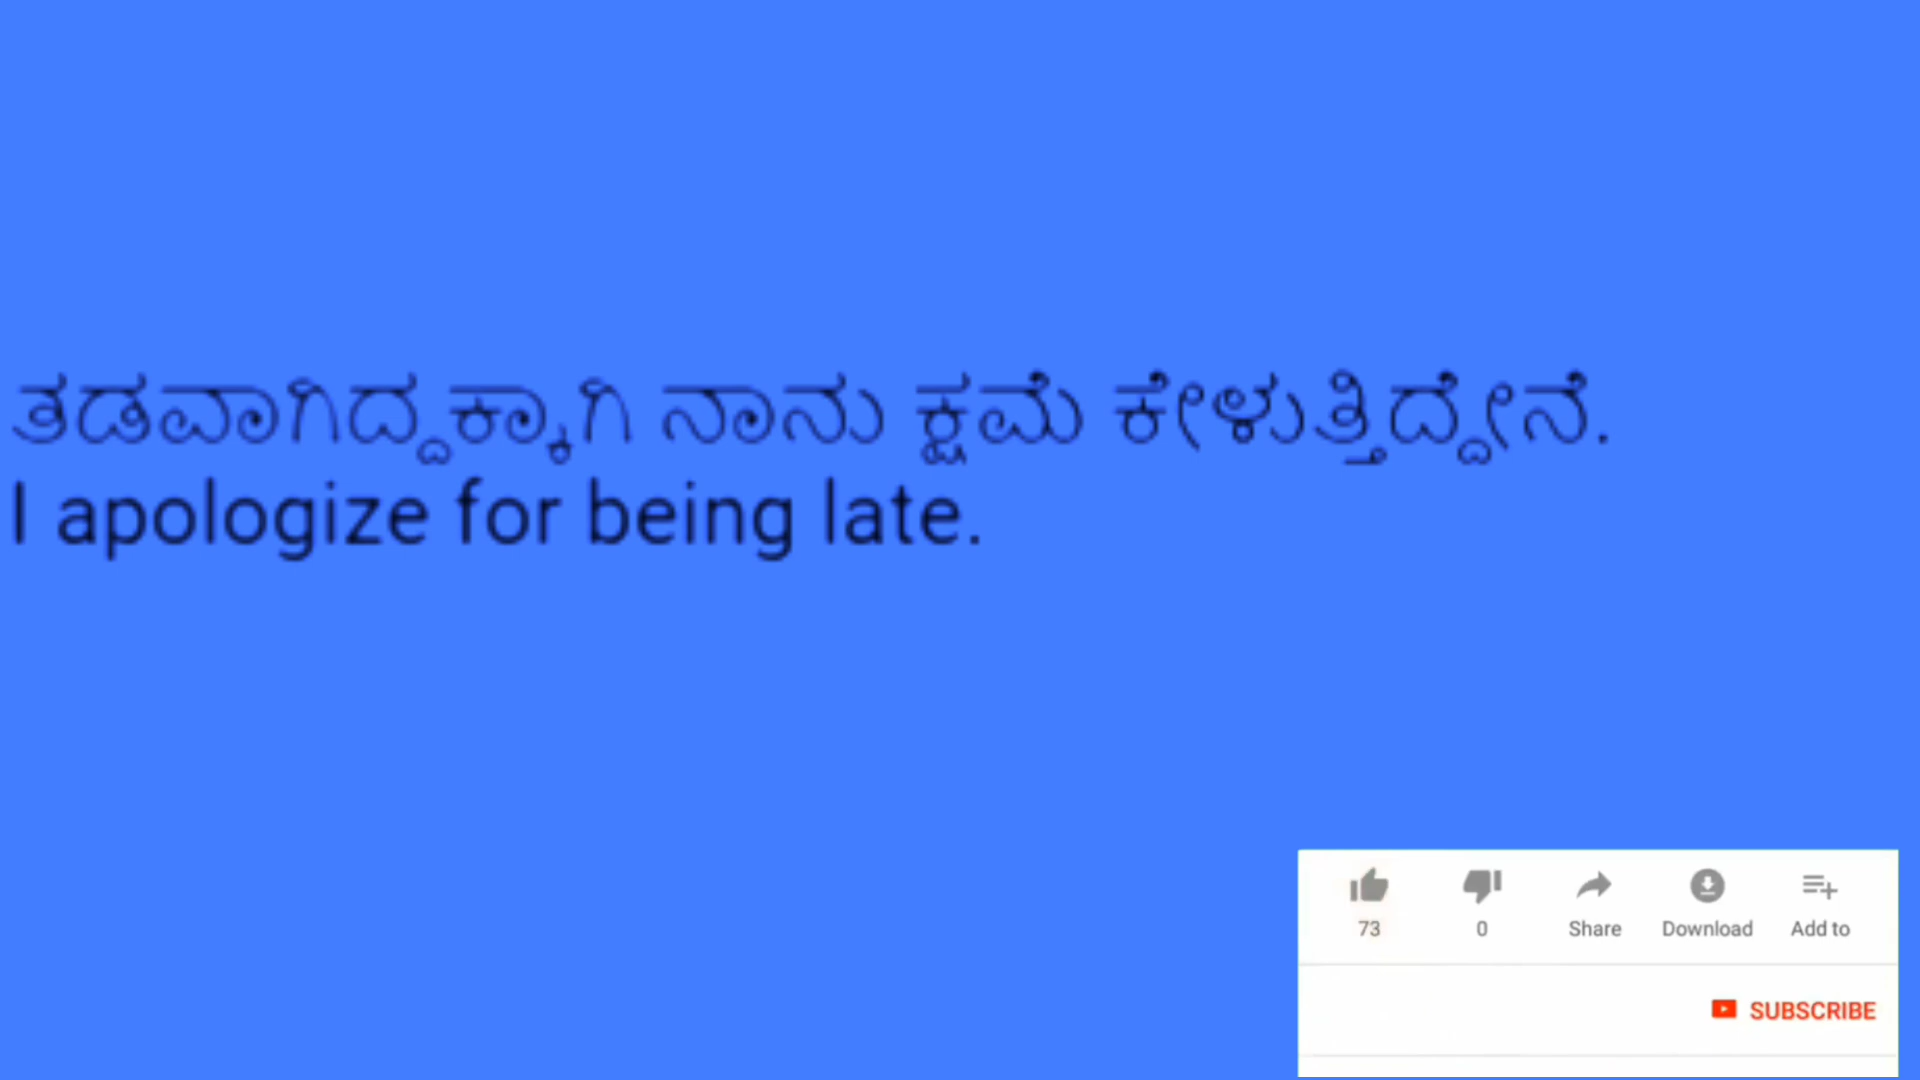 ತಡವಾಗಿದ್ದಕ್ಕಾಗಿ ನಾನು ಕ್ಷಮೆ ಕೇಳುತ್ತಿದ್ದೇನೆ.
I apologize for being late.
73 0 Share Download Add to
SUBSCRIBE